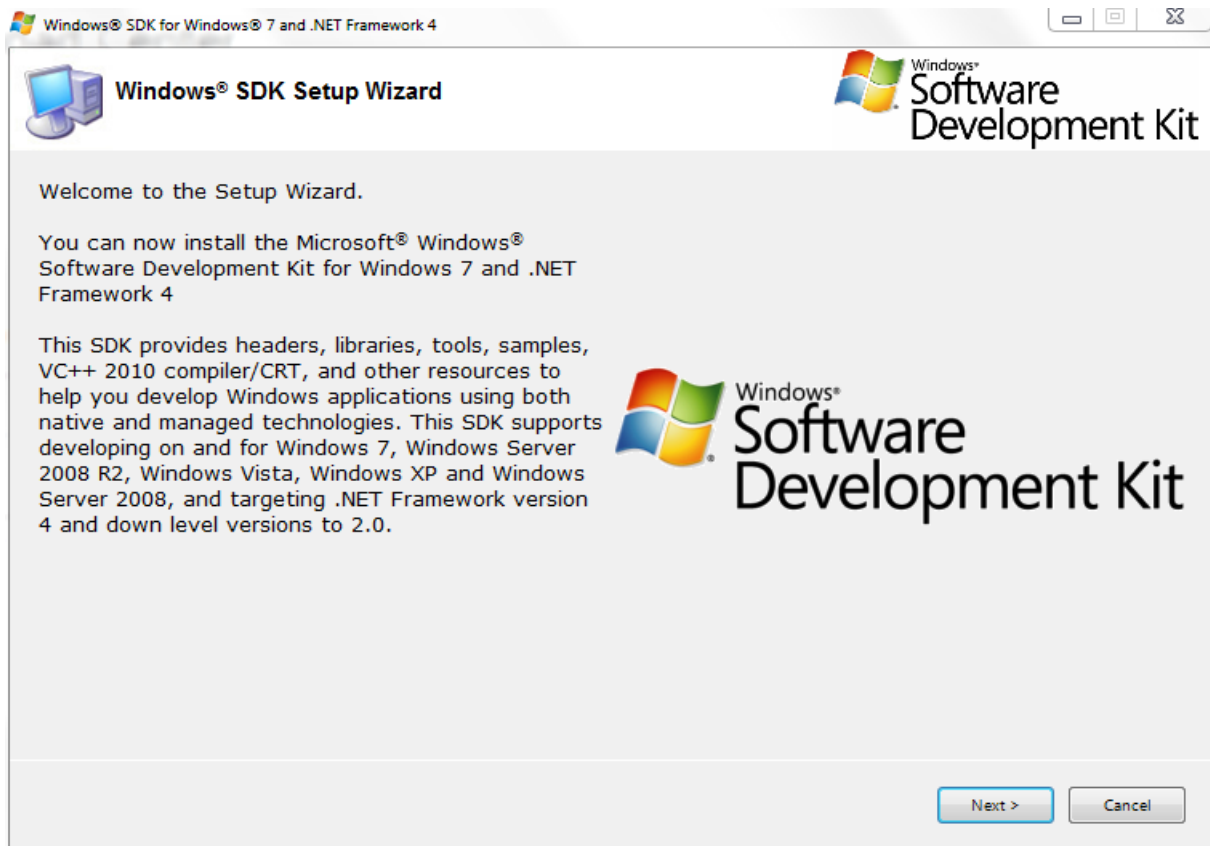 Windows® SDK for Windows® 7 and .NET Framework 4
Windows® SDK Setup Wizard
Windows®
Software
Development Kit
Welcome to the Setup Wizard.
You can now install the Microsoft® Windows®
Software Development Kit for Windows 7 and .NET
Framework 4
This SDK provides headers, libraries, tools, samples,
VC++ 2010 compiler/CRT, and other resources to
help you develop Windows applications using both
native and managed technologies. This SDK supports
developing on and for Windows 7, Windows Server
2008 R2, Windows Vista, Windows XP and Windows
Server 2008, and targeting .NET Framework version
4 and down level versions to 2.0.
Windows®
Software
Development Kit
Next >
Cancel